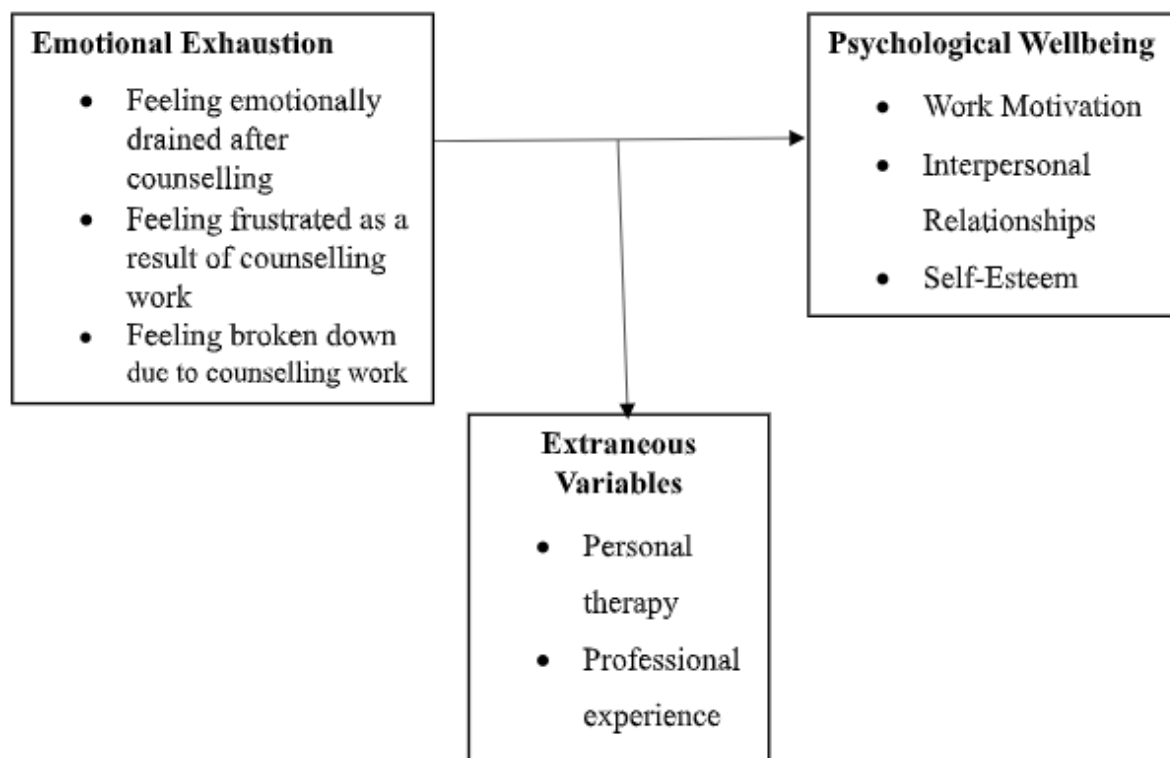 Emotional Exhaustion
• Feeling emotionally
drained after
counselling
• Feeling frustrated as a
result of counselling
work
• Feeling broken down
due to counselling work
Psychological Wellbeing
• Work Motivation
• Interpersonal
Relationships
• Self-Esteem
Extraneous
Variables
• Personal
therapy
• Professional
experience